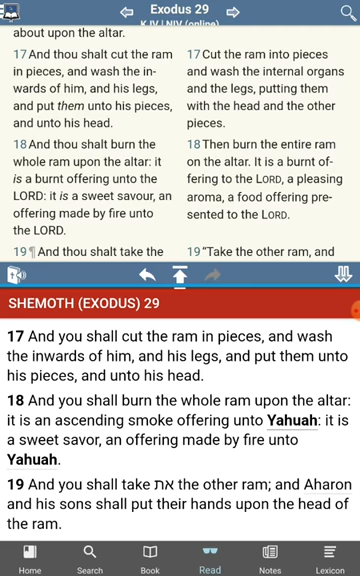 Exodus 29
KJV | NIV (online)
about upon the altar.
17 And thou shalt cut the ram
in pieces, and wash the in-
wards of him, and his legs,
and put them unto his pieces,
and unto his head.
18 And thou shalt burn the
whole ram upon the altar: it
is a burnt offering unto the
LORD: it is a sweet savour, an
offering made by fire unto
the LORD.
19 ¶ And thou shalt take the
17 Cut the ram into pieces
and wash the internal organs
and the legs, putting them
with the head and the other
pieces.
18 Then burn the entire ram
on the altar. It is a burnt of-
fering to the LORD, a pleasing
aroma, a food offering pre-
sented to the LORD.
19 “Take the other ram, and
SHEMOTH (EXODUS) 29
17 And you shall cut the ram in pieces, and wash
the inwards of him, and his legs, and put them unto
his pieces, and unto his head.
18 And you shall burn the whole ram upon the altar:
it is an ascending smoke offering unto Yahuah: it is
a sweet savor, an offering made by fire unto
Yahuah.
19 And you shall take את the other ram; and Aharon
and his sons shall put their hands upon the head of
the ram.
Home Search Book Read Notes Lexicon